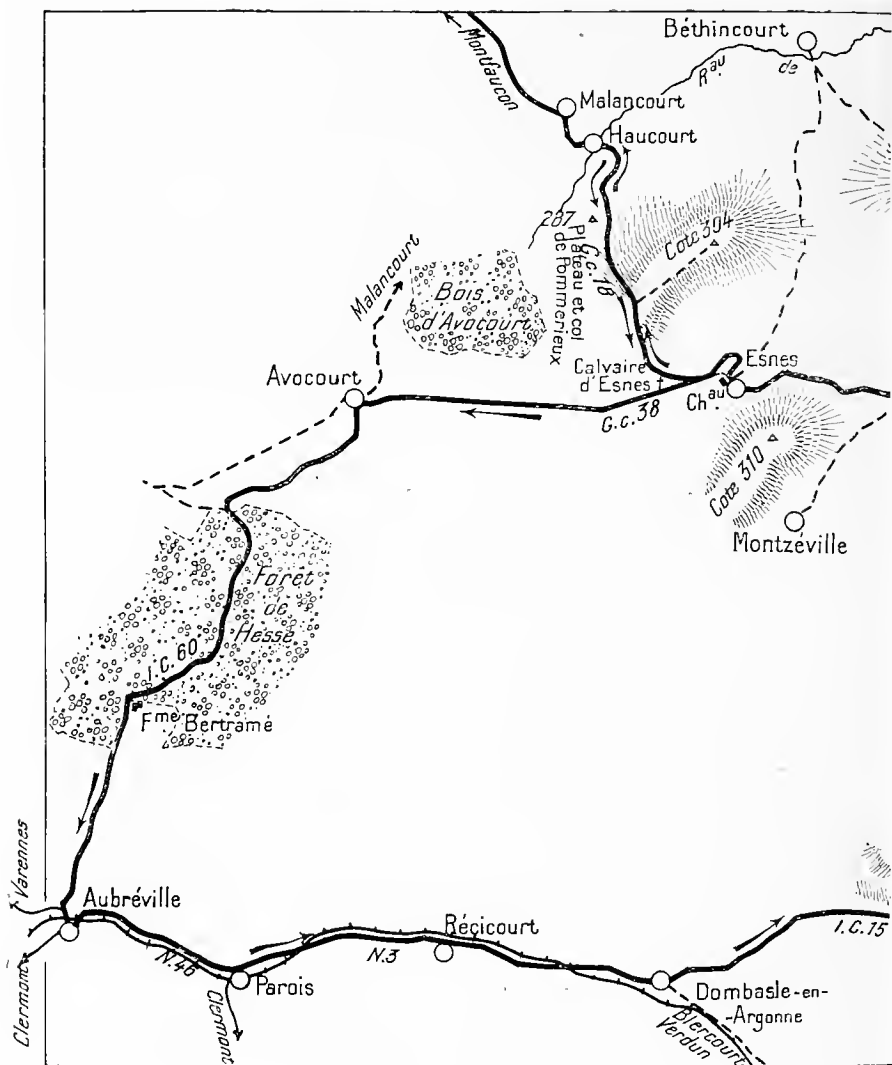 Béthincourt
Montfaucon
Rau.
de
Malancourt
Haucourt
287
Plateau et col
de Pommerieux
G.c.18
Cote 304
Malancourt
Bois
d'Avocourt
Avocourt
Calvaire
d'Esnes
Esnes
Chau.
G.c.38
Cote 310
Montzéville
Foret
de
Hesse
I.C.60
Fme Bertramé
Varennes
Aubréville
Clermont
N.46
Parois
Clermont
Récicourt
N.3
I.C.15
Dombasle-en-
-Argonne
Blercourt
Verdun